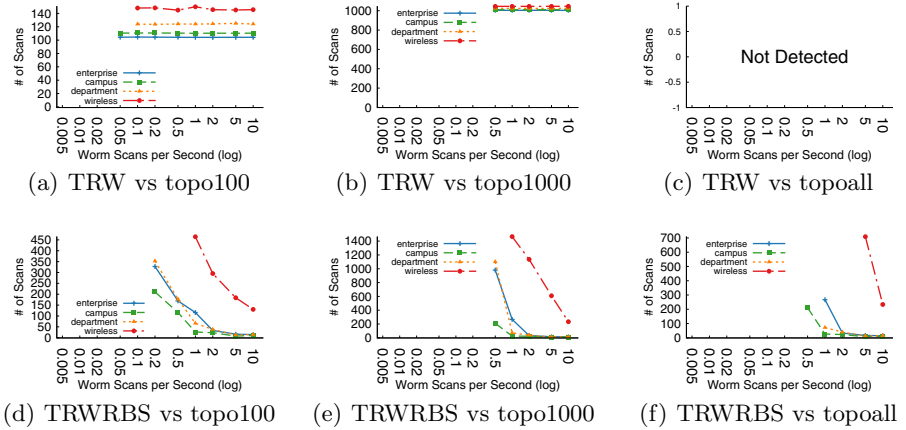 140
120
100
80
60
40
20
0
# of Scans
enterprise
campus
department
wireless
0.005
0.01
0.02
0.05
0.1
0.2
0.5
1
2
5
10
Worm Scans per Second (log)
(a) TRW vs topo100
1000
800
600
400
200
0
# of Scans
enterprise
campus
department
wireless
0.005
0.01
0.02
0.05
0.1
0.2
0.5
1
2
5
10
Worm Scans per Second (log)
(b) TRW vs topo1000
1
0.5
0
-0.5
-1
# of Scans
Not Detected
0.005
0.01
0.02
0.05
0.1
0.2
0.5
1
2
5
10
Worm Scans per Second (log)
(c) TRW vs topoall
450
400
350
300
250
200
150
100
50
0
# of Scans
enterprise
campus
department
wireless
0.005
0.01
0.02
0.05
0.1
0.2
0.5
1
2
5
10
Worm Scans per Second (log)
(d) TRWRBS vs topo100
1400
1200
1000
800
600
400
200
0
# of Scans
enterprise
campus
department
wireless
0.005
0.01
0.02
0.05
0.1
0.2
0.5
1
2
5
10
Worm Scans per Second (log)
(e) TRWRBS vs topo1000
700
600
500
400
300
200
100
0
# of Scans
enterprise
campus
department
wireless
0.005
0.01
0.02
0.05
0.1
0.2
0.5
1
2
5
10
Worm Scans per Second (log)
(f) TRWRBS vs topoall